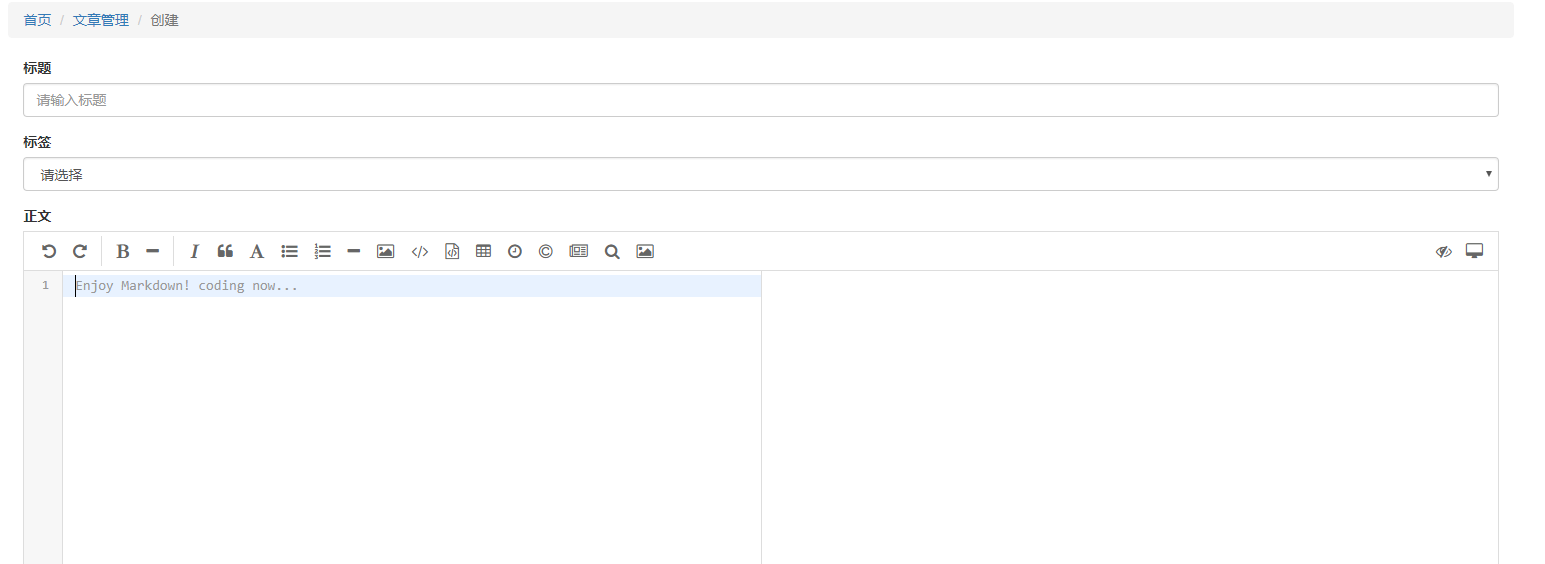 首页 / 文章管理 / 创建
标题
请输入标题
标签
请选择
正文
1 Enjoy Markdown! coding now...